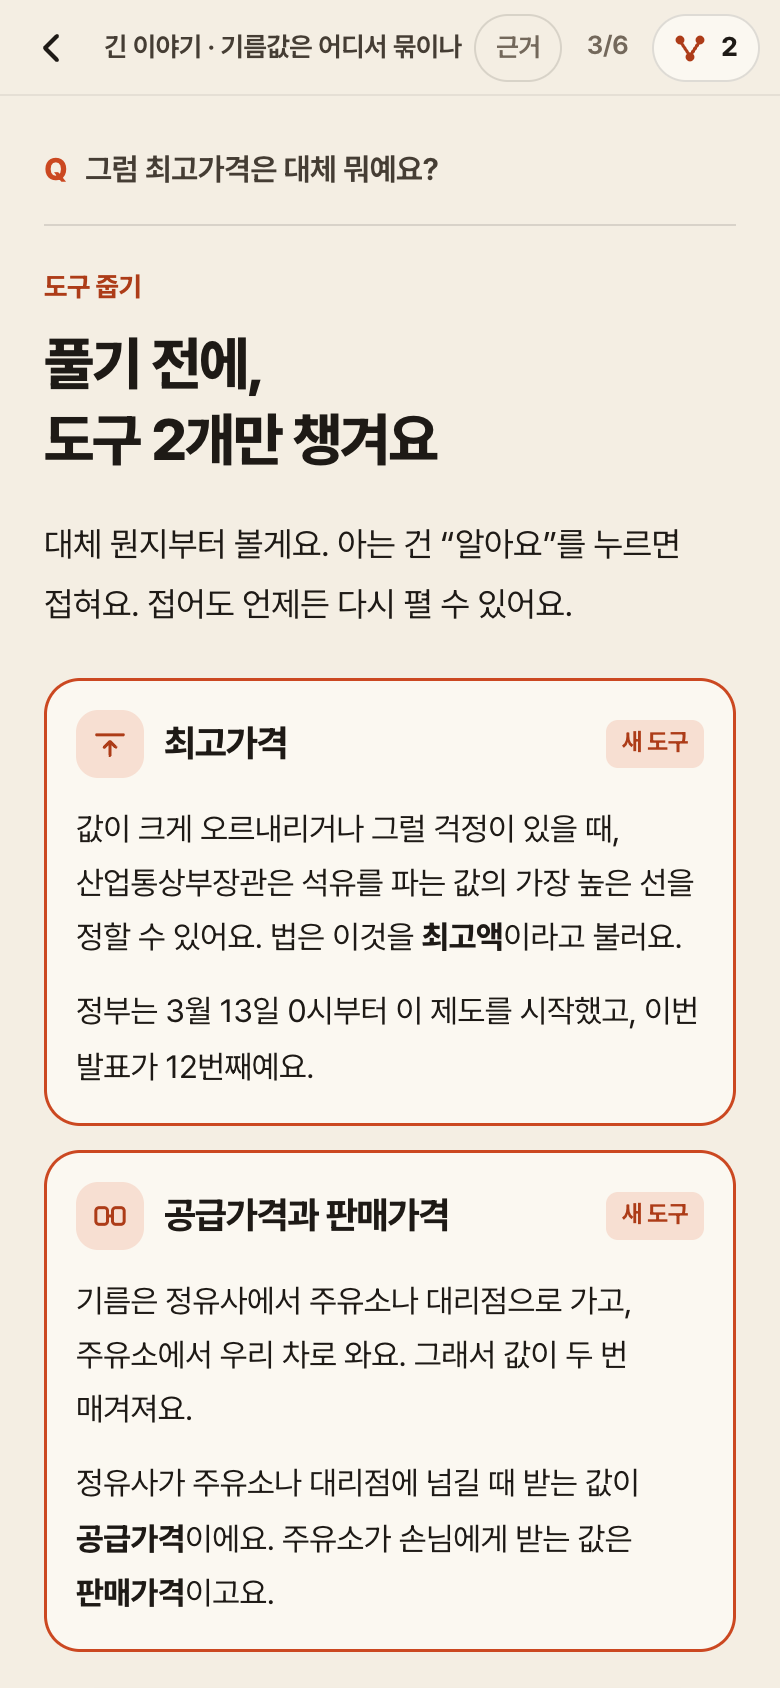 긴 이야기 · 기름값은 어디서 묶이나 근거 3/6 2
Q 그럼 최고가격은 대체 뭐예요?
도구 줍기
풀기 전에,
도구 2개만 챙겨요
대체 뭔지부터 볼게요. 아는 건 “알아요”를 누르면
접혀요. 접어도 언제든 다시 펼 수 있어요.
최고가격 새 도구
값이 크게 오르내리거나 그럴 걱정이 있을 때,
산업통상부장관은 석유를 파는 값의 가장 높은 선을
정할 수 있어요. 법은 이것을 최고액이라고 불러요.
정부는 3월 13일 0시부터 이 제도를 시작했고, 이번
발표가 12번째예요.
공급가격과 판매가격 새 도구
기름은 정유사에서 주유소나 대리점으로 가고,
주유소에서 우리 차로 와요. 그래서 값이 두 번
매겨져요.
정유사가 주유소나 대리점에 넘길 때 받는 값이
공급가격이에요. 주유소가 손님에게 받는 값은
판매가격이고요.